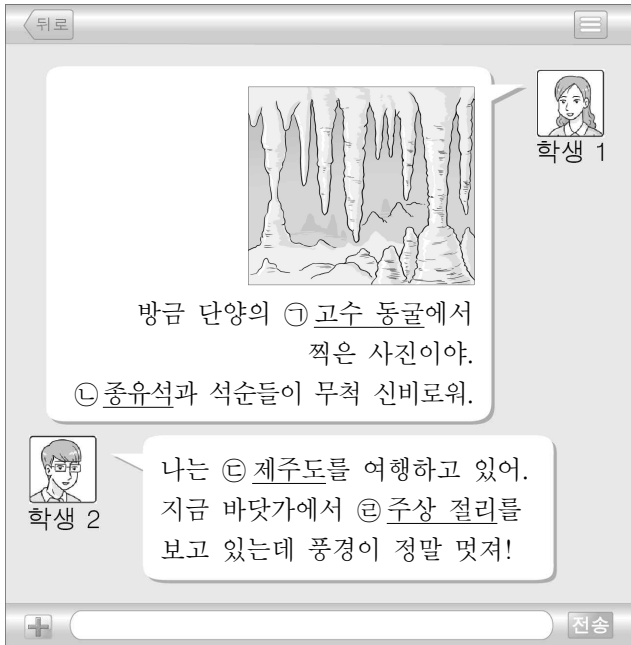 뒤로
학생 1
방금 단양의 ㉠고수 동굴에서
찍은 사진이야.
㉡종유석과 석순들이 무척 신비로워.
학생 2
나는 ㉢제주도를 여행하고 있어.
지금 바닷가에서 ㉣주상 절리를
보고 있는데 풍경이 정말 멋져!
전송